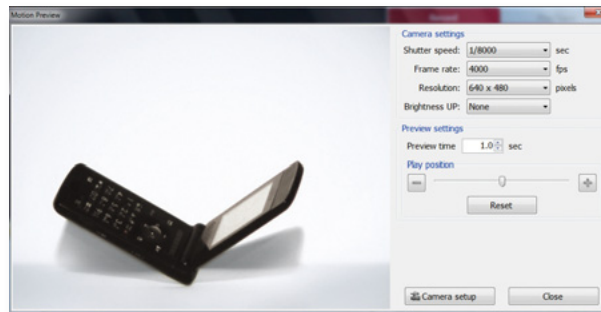 Motion Preview
Camera settings
Shutter speed: 1/8000 sec
Frame rate: 4000 fps
Resolution: 640 x 480 pixels
Brightness UP: None
Preview settings
Preview time 1.0 sec
Play position
Reset
Camera setup Close